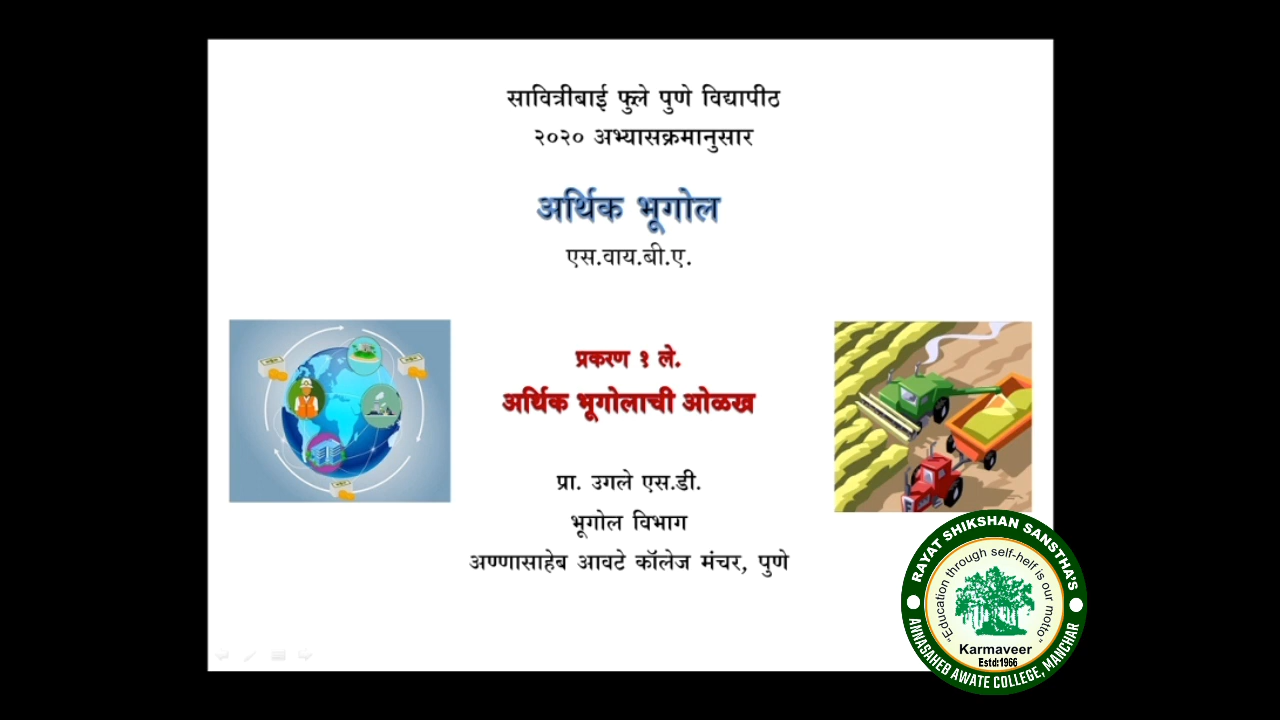 सावित्रीबाई फुले पुणे विद्यापीठ
२०२० अभ्यासक्रमानुसार
अर्थिक भूगोल
एस.वाय.बी.ए.
प्रकरण १ ले.
अर्थिक भूगोलाची ओळख
प्रा. उगले एस.डी.
भूगोल विभाग
अण्णासाहेब आवटे कॉलेज मंचर, पुणे
RAYAT SHIKSHAN SANSTHA'S
"Education through self-helf is our motto"
Karmaveer
Estd:1966
ANNASAHEB AWATE COLLEGE, MANCHAR